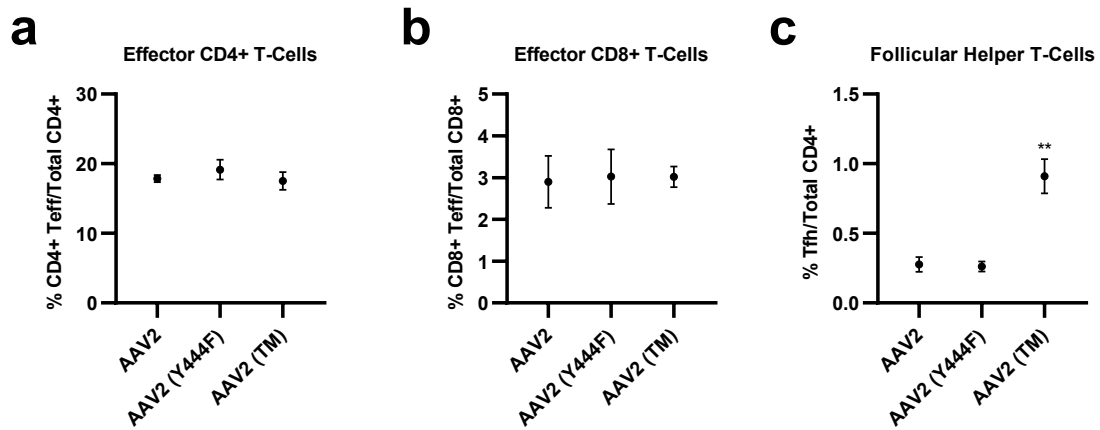 a
Effector CD4+ T-Cells
% CD4+ Teff/Total CD4+
30
20
10
0
AAV2
AAV2 (Y444F)
AAV2 (TM)
b
Effector CD8+ T-Cells
% CD8+ Teff/Total CD8+
5
4
3
2
1
0
AAV2
AAV2 (Y444F)
AAV2 (TM)
c
Follicular Helper T-Cells
% Tfh/Total CD4+
1.5
1.0
0.5
0.0
**
AAV2
AAV2 (Y444F)
AAV2 (TM)